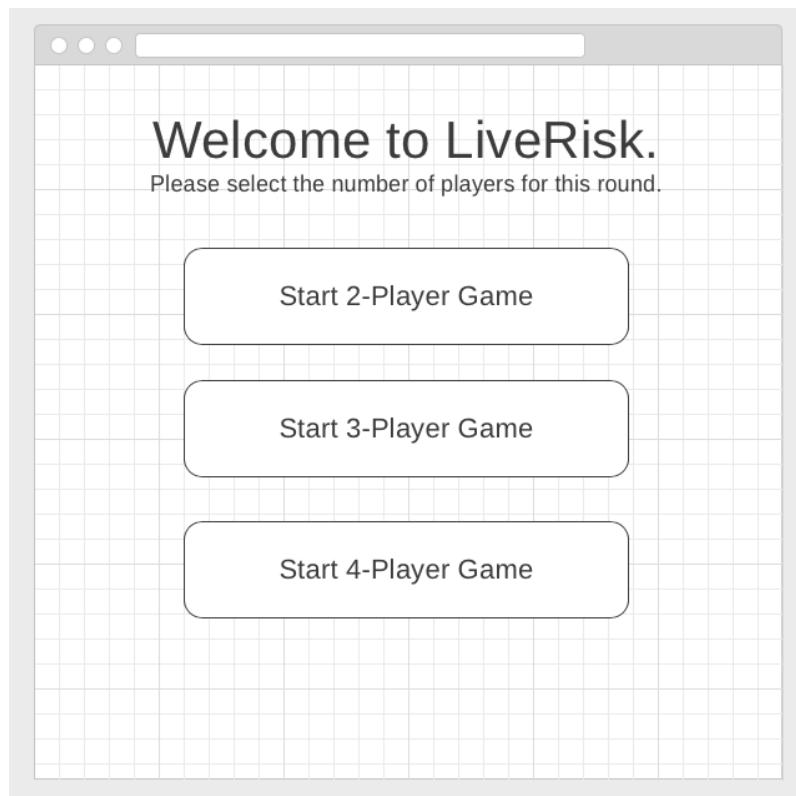 Welcome to LiveRisk.
Please select the number of players for this round.
Start 2-Player Game
Start 3-Player Game
Start 4-Player Game